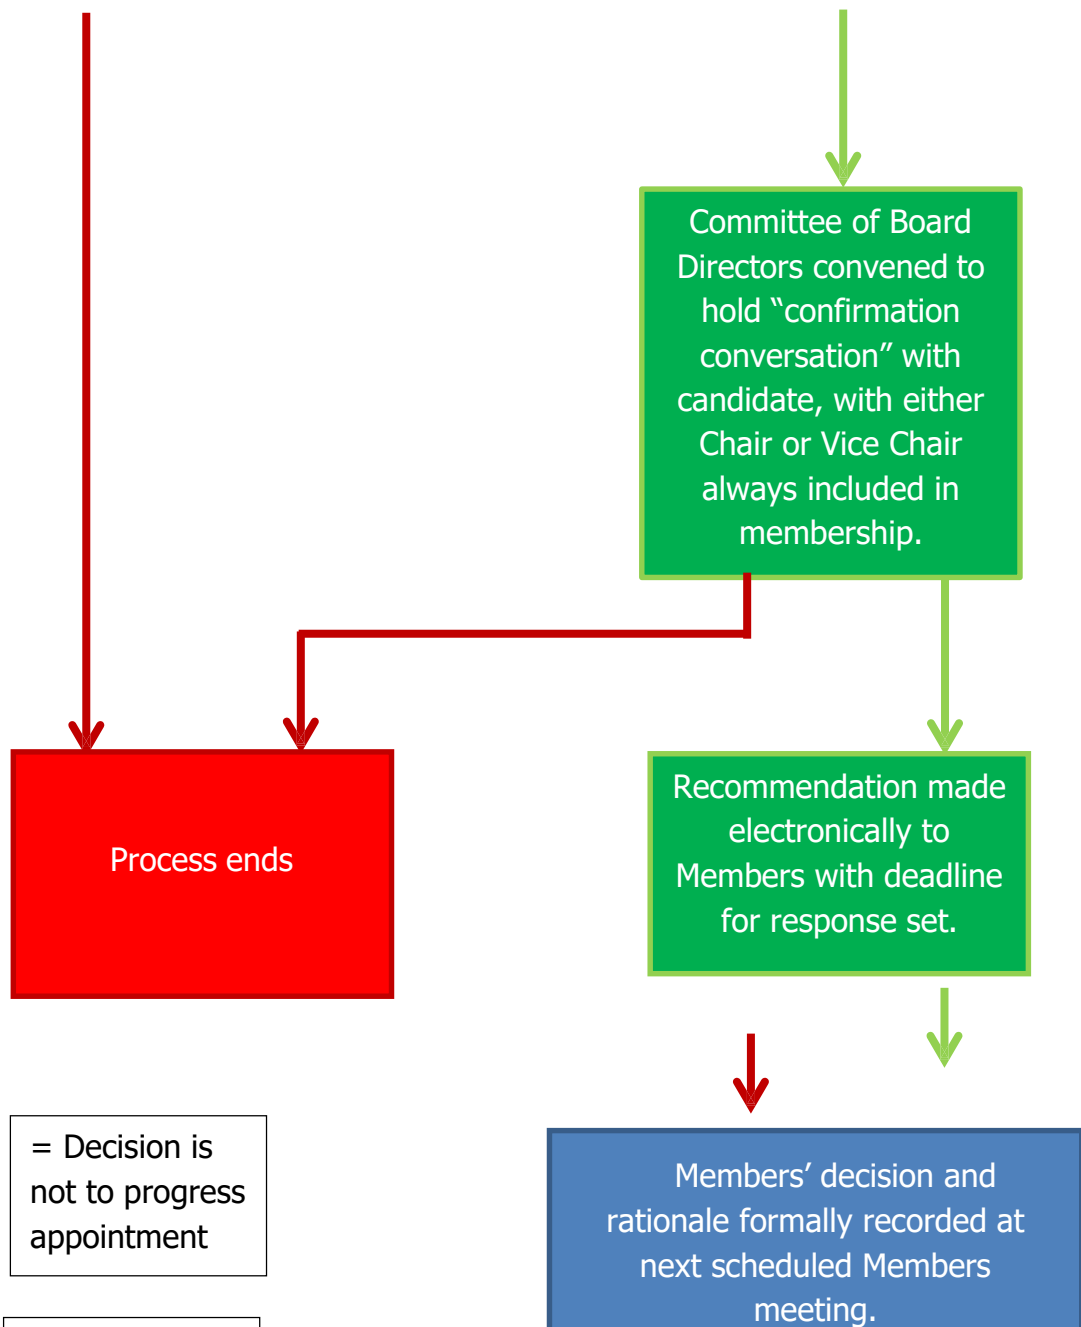 Committee of Board
Directors convened to
hold “confirmation
conversation” with
candidate, with either
Chair or Vice Chair
always included in
membership.
Process ends
Recommendation made
electronically to
Members with deadline
for response set.
= Decision is
not to progress
appointment
Members’ decision and
rationale formally recorded at
next scheduled Members
meeting.